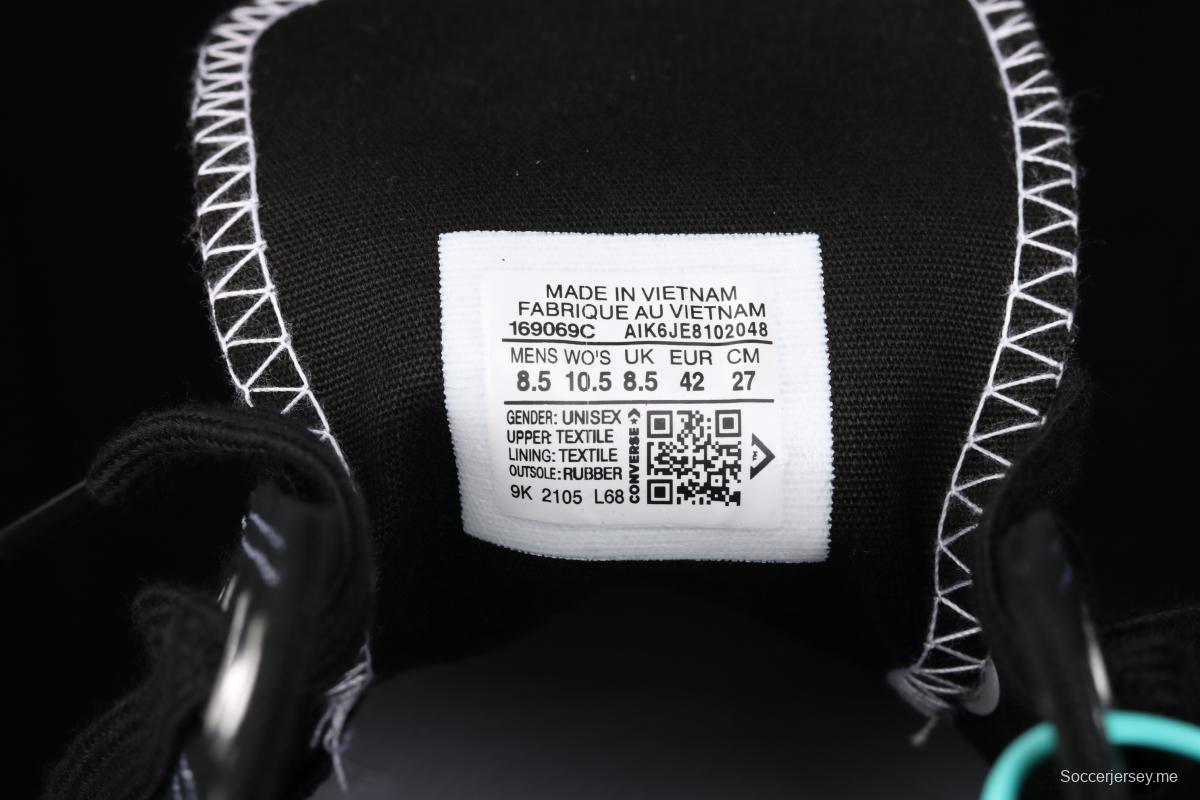 MADE IN VIETNAM
FABRIQUE AU VIETNAM
169069C AIK6JE8102048
MENS WO'S UK EUR CM
8.5 10.5 8.5 42 27
GENDER: UNISEX
UPPER: TEXTILE
LINING: TEXTILE
OUTSOLE: RUBBER
9K 2105 L68
CONVERSE
Soccerjersey.me